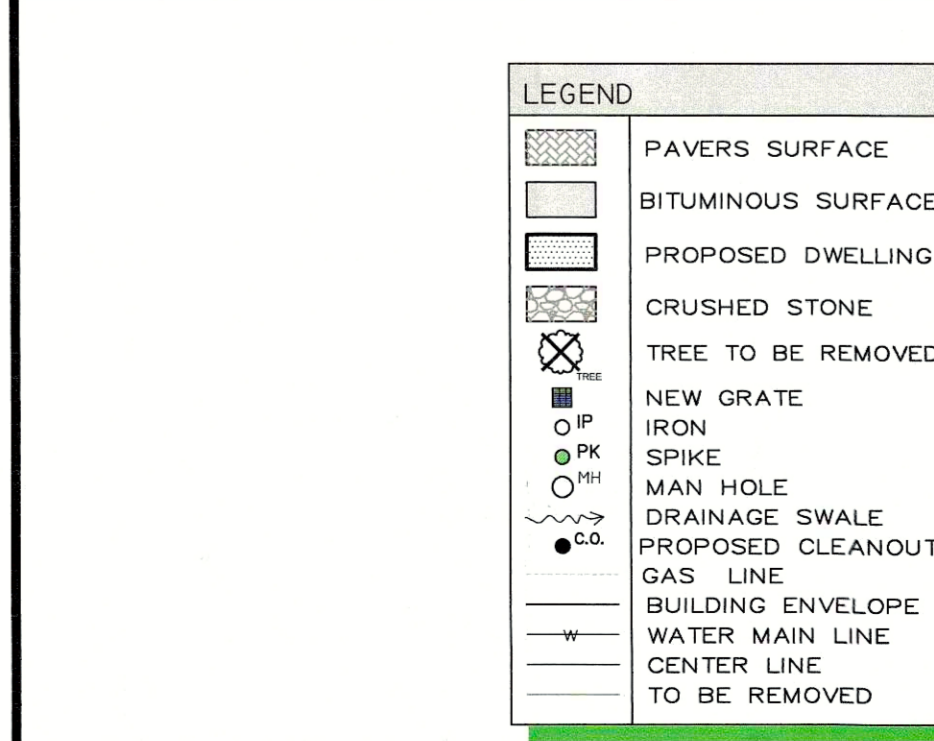 LEGEND
PAVERS SURFACE
BITUMINOUS SURFACE
PROPOSED DWELLING
CRUSHED STONE
TREE TREE TO BE REMOVED
NEW GRATE
IP IRON
PK SPIKE
MH MAN HOLE
DRAINAGE SWALE
C.O. PROPOSED CLEANOUT
GAS LINE
BUILDING ENVELOPE
W WATER MAIN LINE
CENTER LINE
TO BE REMOVED